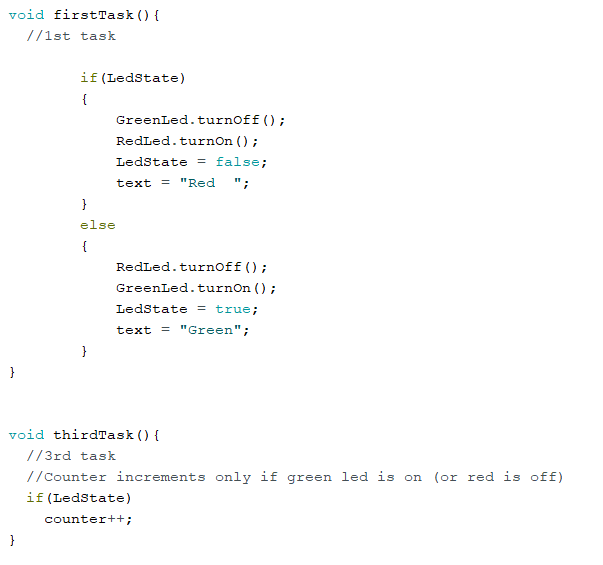 void firstTask(){
  //1st task

        if(LedState)
        {
            GreenLed.turnOff();
            RedLed.turnOn();
            LedState = false;
            text = "Red  ";
        }
        else
        {
            RedLed.turnOff();
            GreenLed.turnOn();
            LedState = true;
            text = "Green";
        }
}


void thirdTask(){
  //3rd task
  //Counter increments only if green led is on (or red is off)
  if(LedState)
    counter++;
}